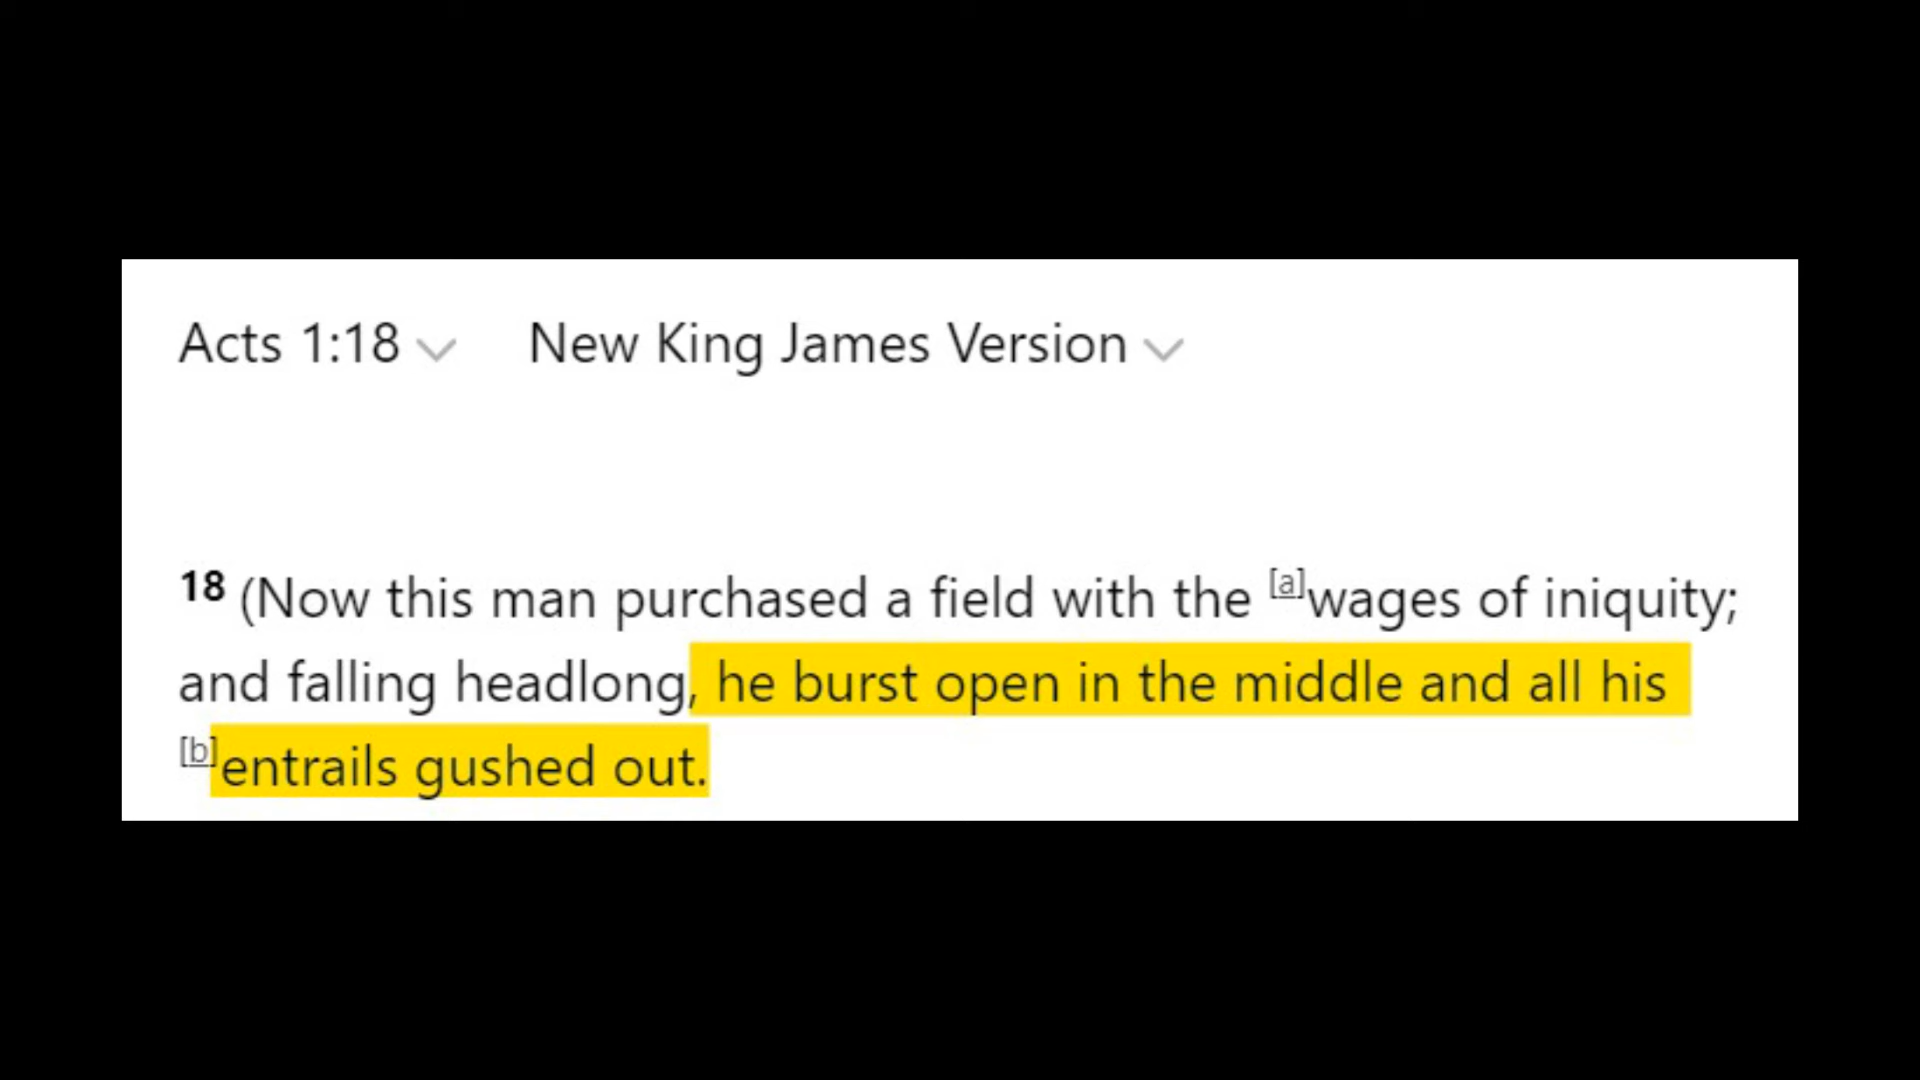 Acts 1:18 New King James Version
18 (Now this man purchased a field with the [a]wages of iniquity;
and falling headlong, he burst open in the middle and all his
[b]entrails gushed out.